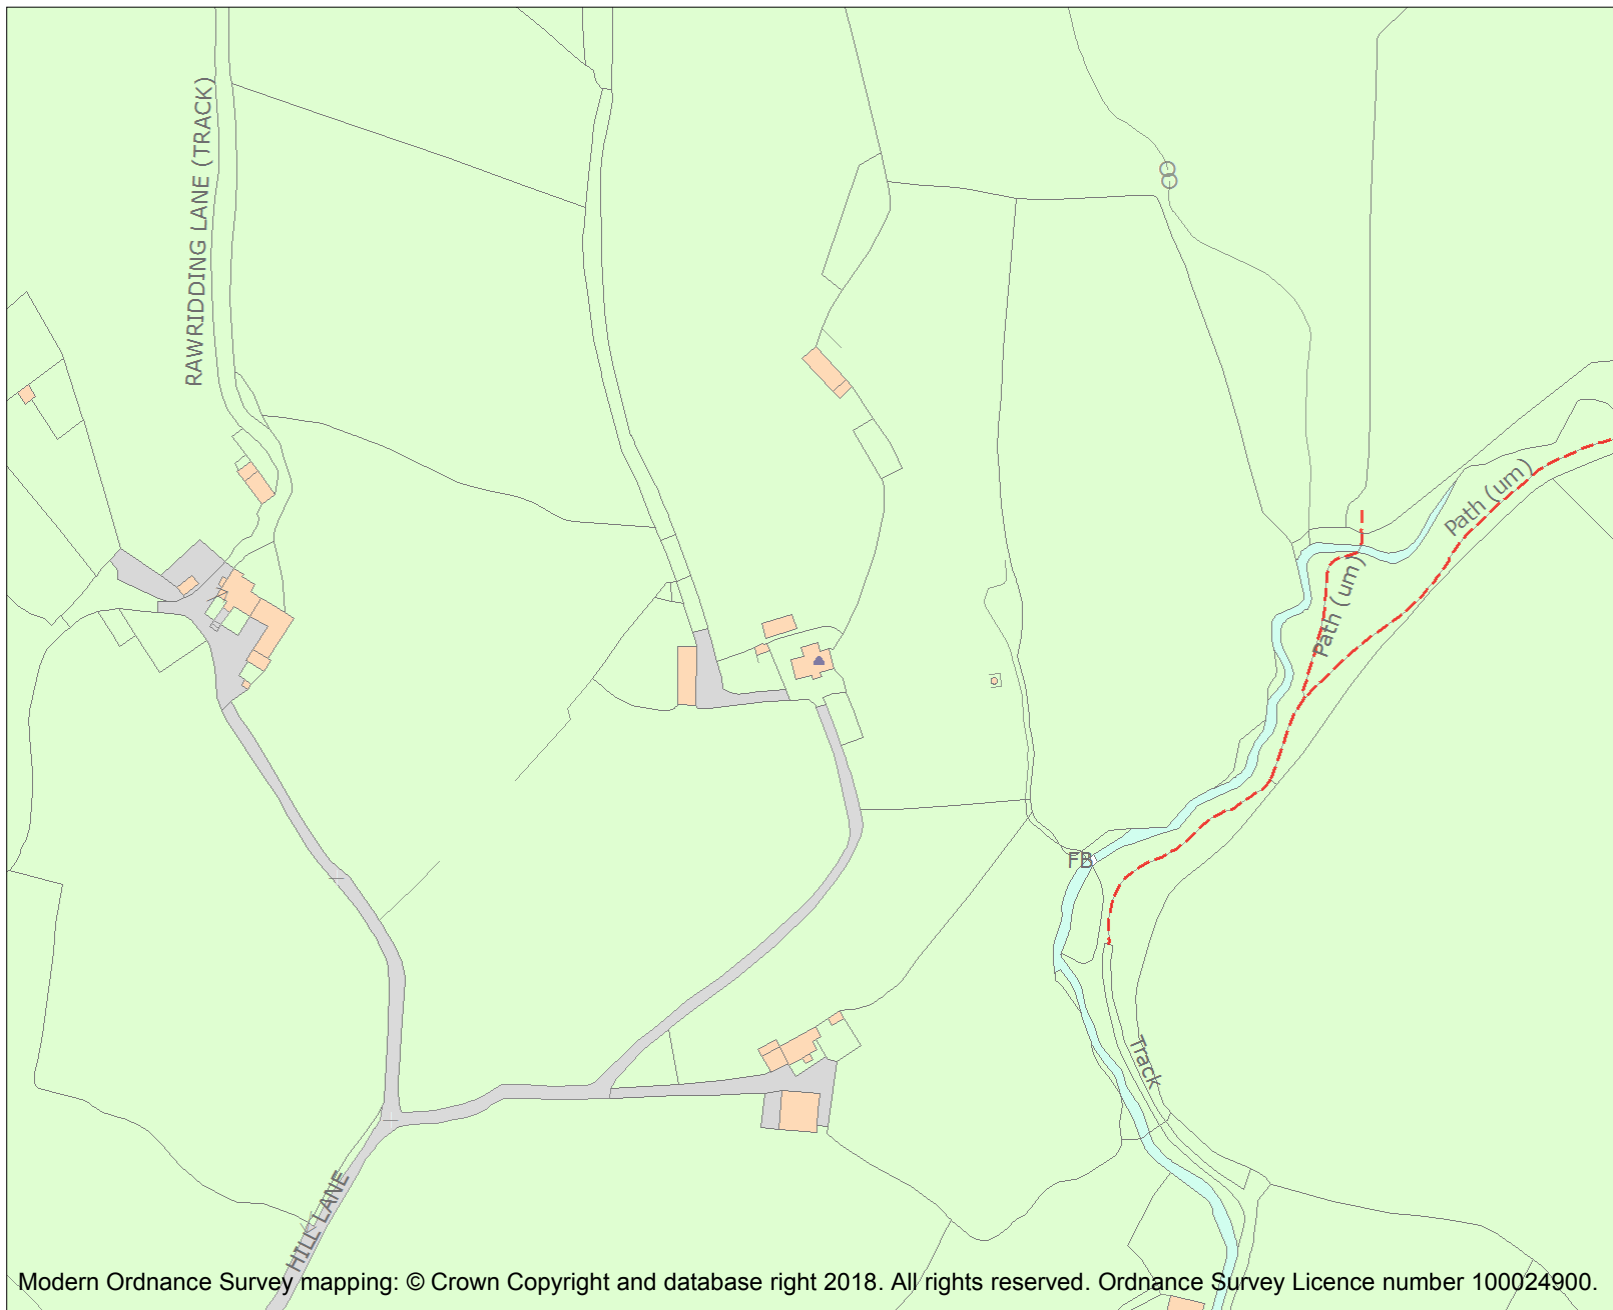 RAWRIDDING LANE (TRACK)
Path (um)
Path (um)
FB
Track
HILL LANE
Modern Ordnance Survey mapping: © Crown Copyright and database right 2018. All rights reserved. Ordnance Survey Licence number 100024900.